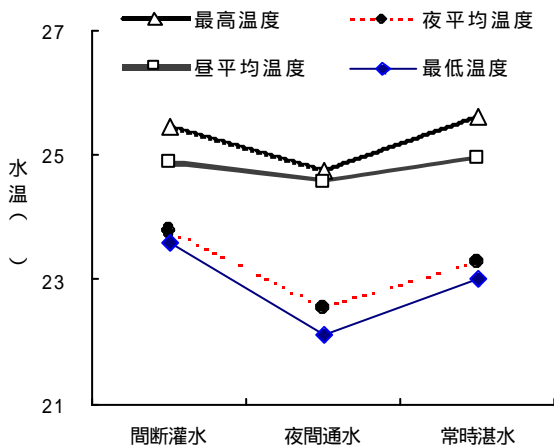 27
最高温度
夜平均温度
昼平均温度
最低温度
25
水温( )
23
21
間断灌水
夜間通水
常時湛水